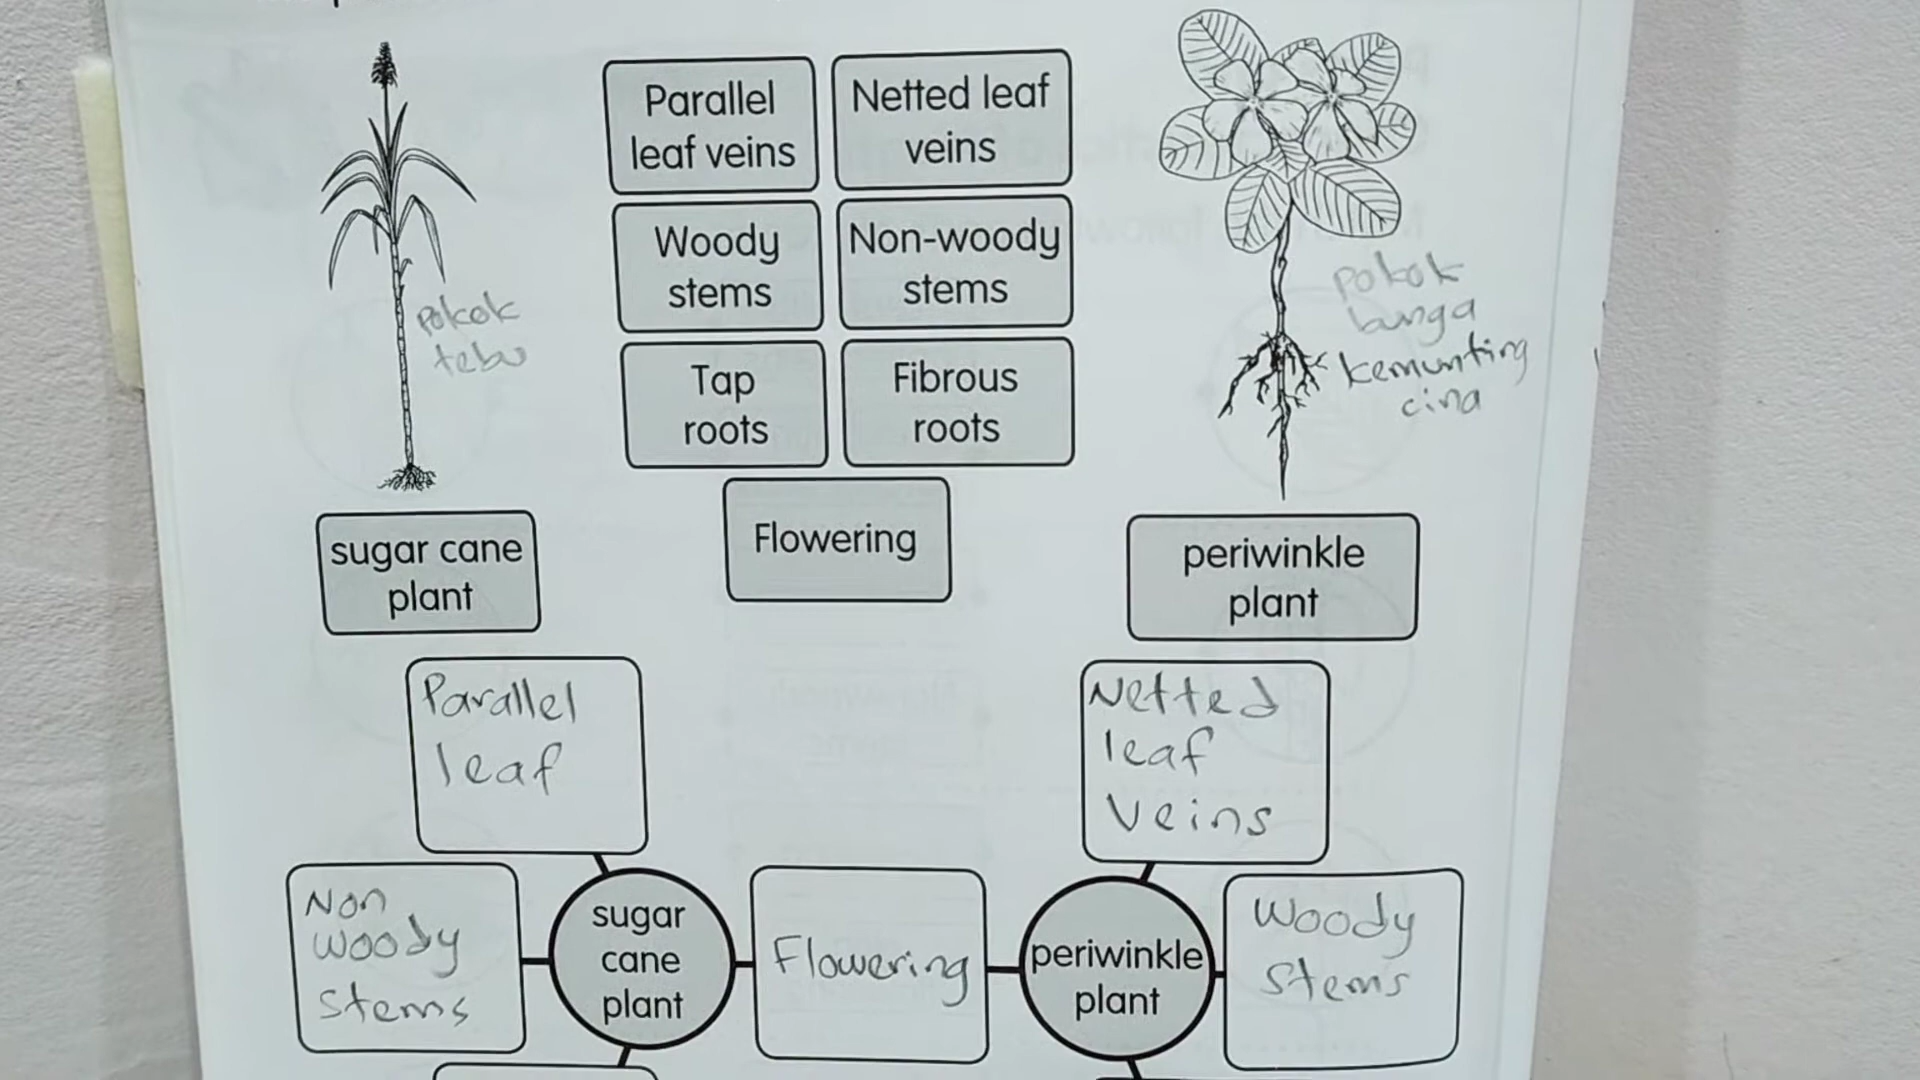 Parallel
leaf veins
Netted leaf
veins
Woody
stems
Non-woody
stems
pokok
tebu
pokok
bunga
kemunting
cina
Tap
roots
Fibrous
roots
Flowering
sugar cane
plant
periwinkle
plant
Parallel
leaf
Netted
leaf
veins
Non
woody
stems
sugar
cane
plant
Flowering
periwinkle
plant
Woody
stems